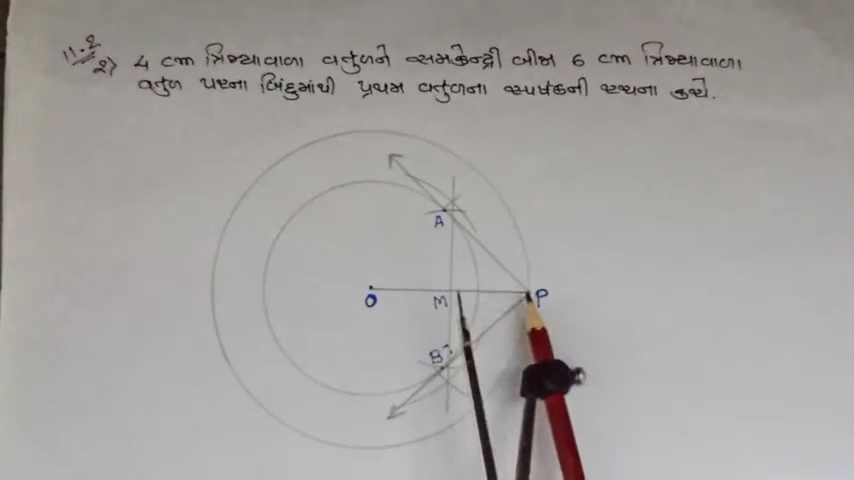 11.2
2) 4 cm ત્રિજ્યાવાળા વર્તુળને સમકેન્દ્રી બીજા 6 cm ત્રિજ્યાવાળા
વર્તુળ પરના બિંદુમાંથી પ્રથમ વર્તુળના સ્પર્શકની રચના કરો.
A
O M P
B